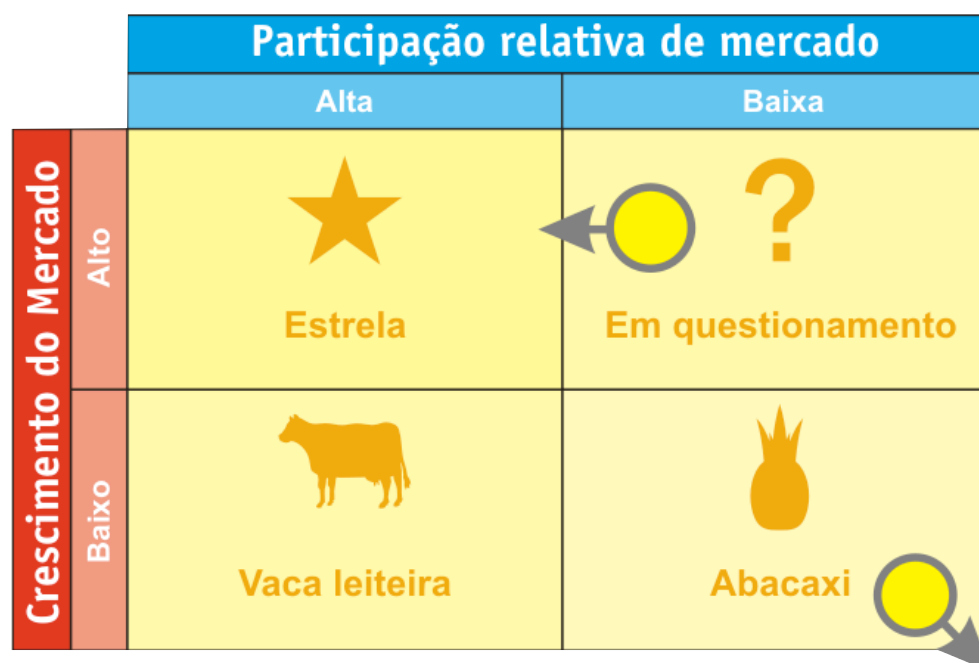 Participação relativa de mercado
Alta
Baixa
Crescimento do Mercado
Alto
Estrela
?
Em questionamento
Baixo
Vaca leiteira
Abacaxi